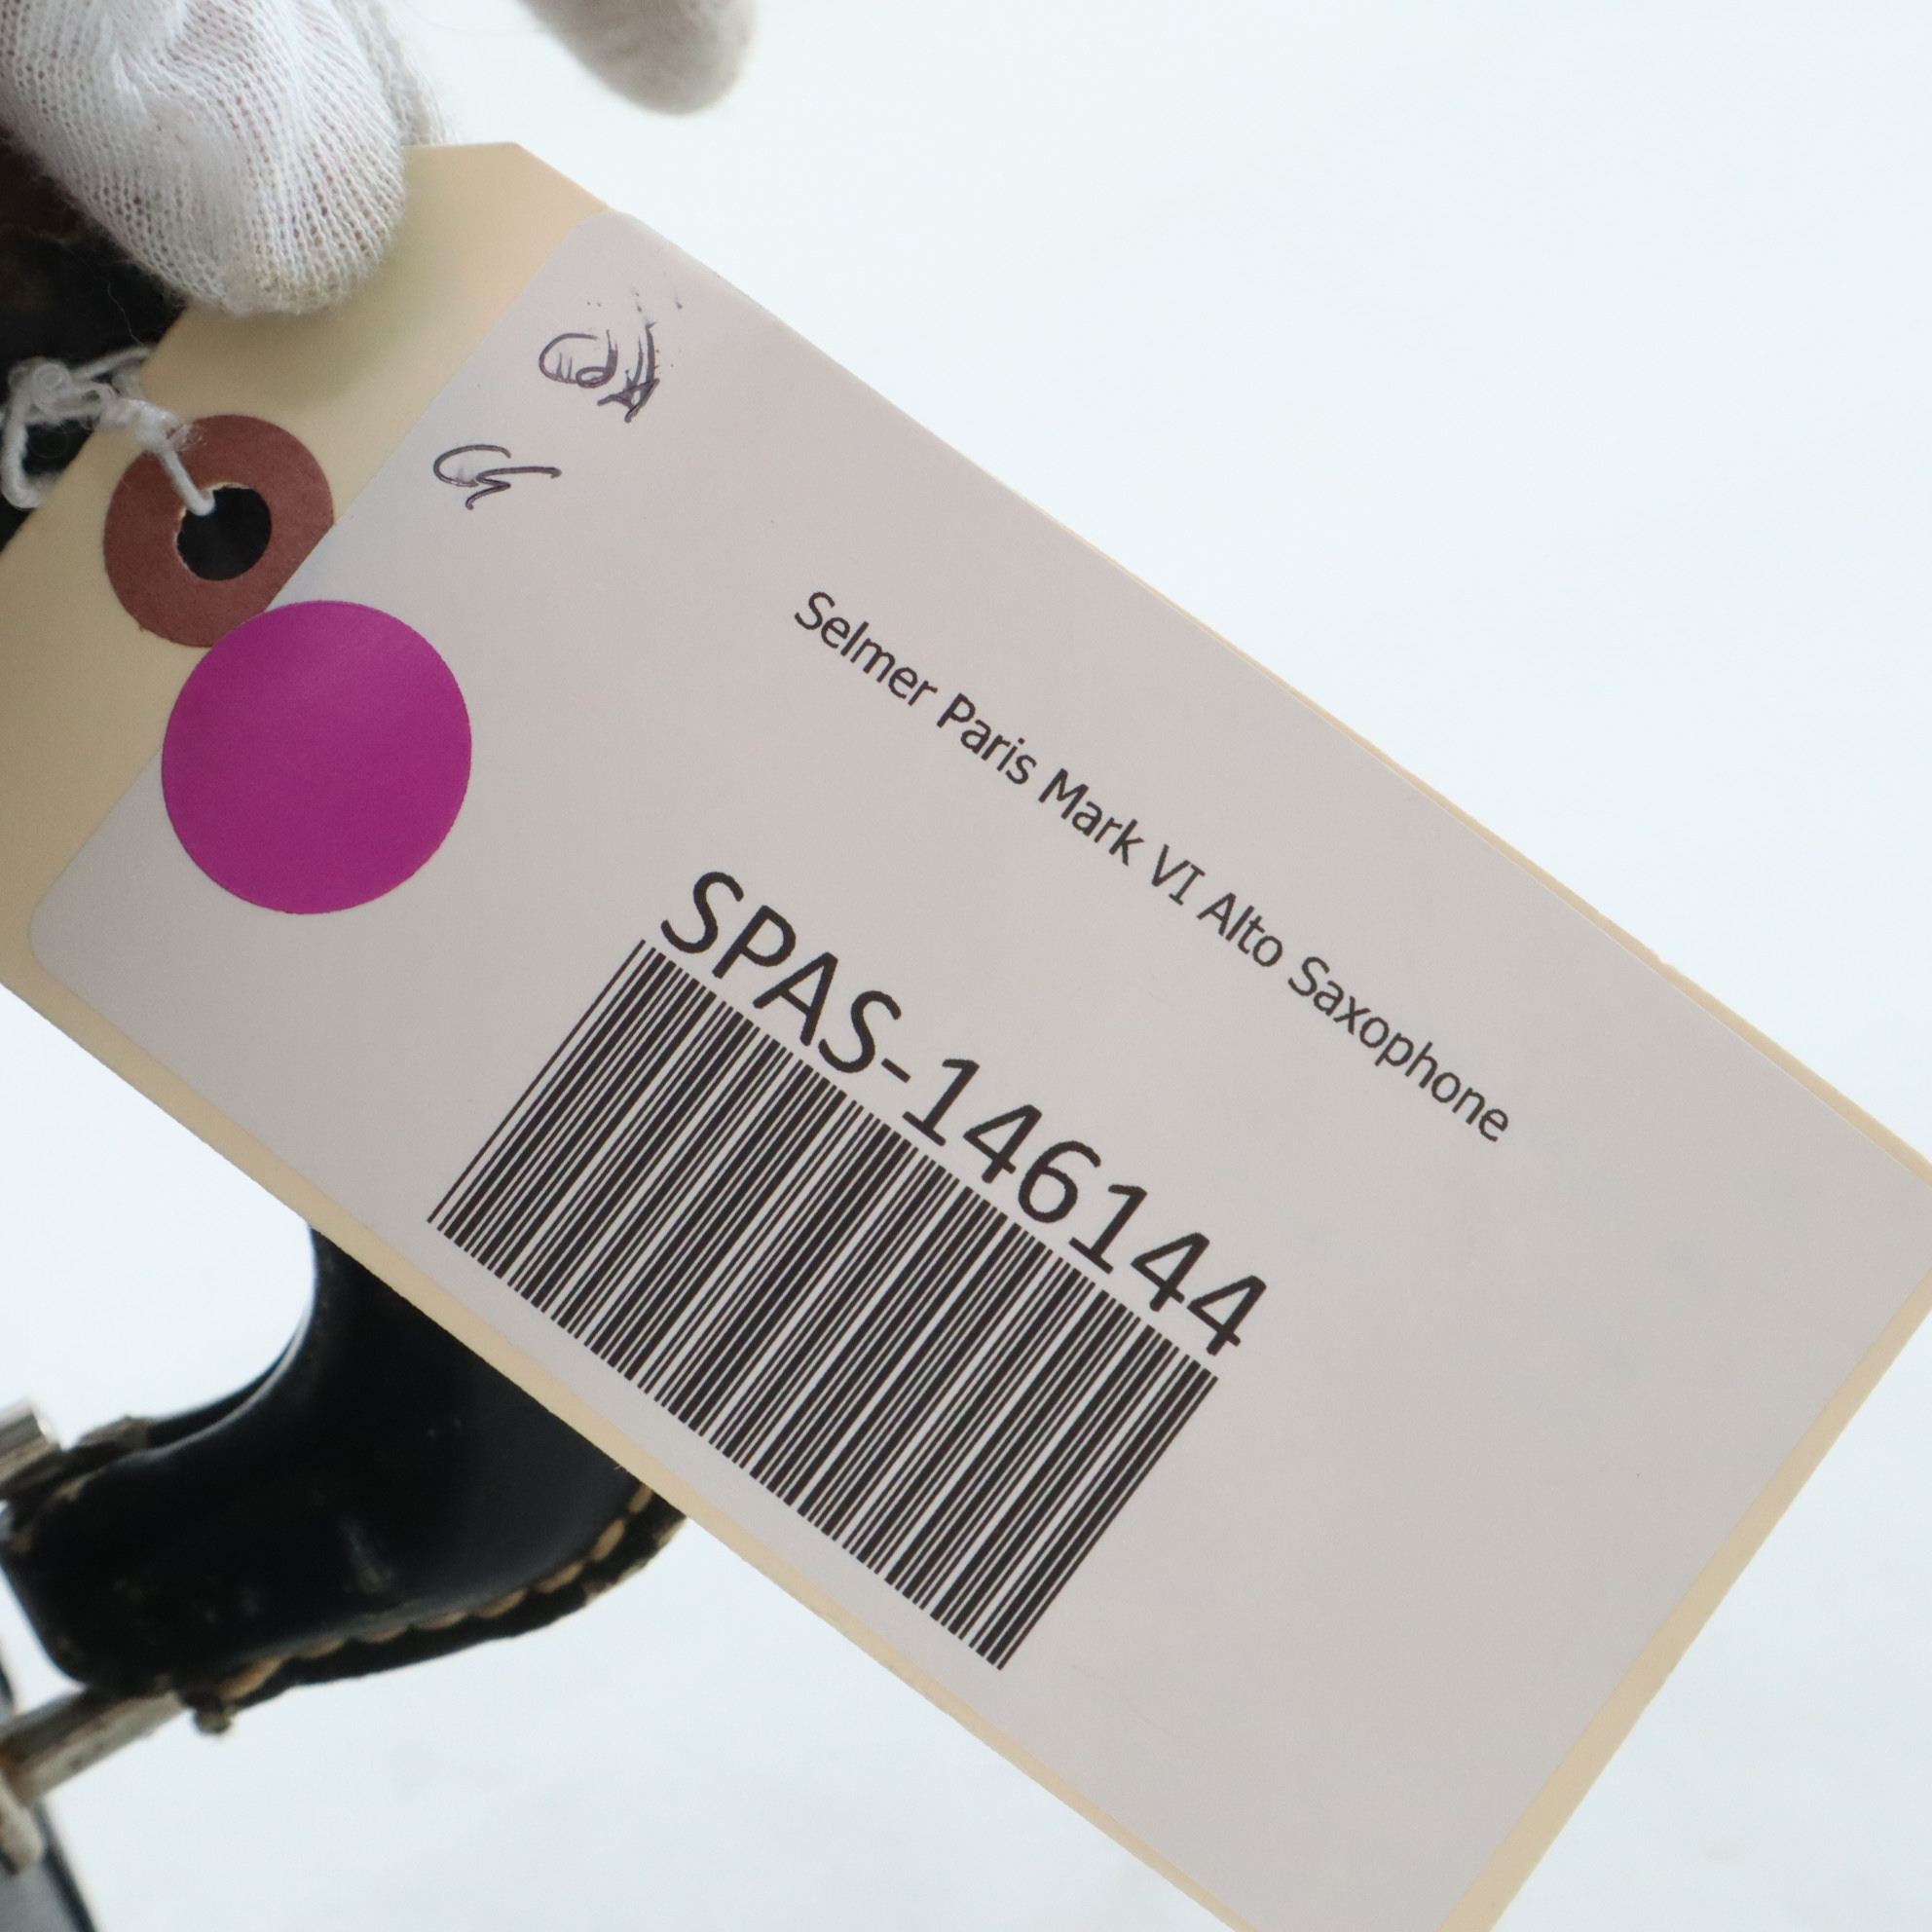 Selmer Paris Mark VI Alto Saxophone
SPAS-146144